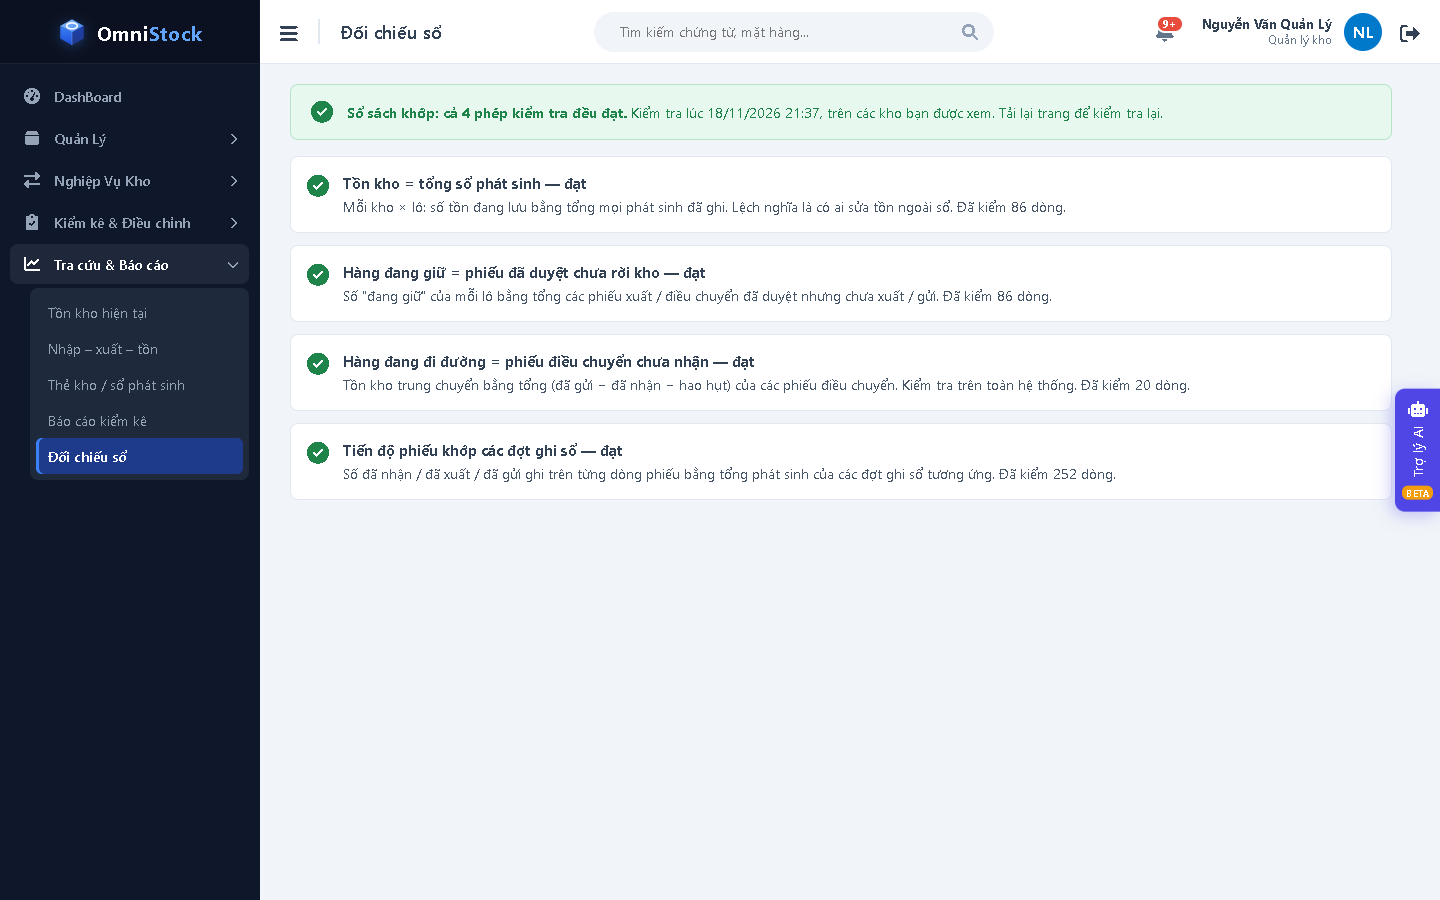 OmniStock
Đối chiếu sổ
Tìm kiếm chứng từ, mặt hàng...
9+
Nguyễn Văn Quản Lý
Quản lý kho
NL
DashBoard
Quản Lý
Nghiệp Vụ Kho
Kiểm kê & Điều chỉnh
Tra cứu & Báo cáo
Tồn kho hiện tại
Nhập – xuất – tồn
Thẻ kho / sổ phát sinh
Báo cáo kiểm kê
Đối chiếu sổ
Sổ sách khớp: cả 4 phép kiểm tra đều đạt. Kiểm tra lúc 18/11/2026 21:37, trên các kho bạn được xem. Tải lại trang để kiểm tra lại.
Tồn kho = tổng sổ phát sinh — đạt
Mỗi kho × lô: số tồn đang lưu bằng tổng mọi phát sinh đã ghi. Lệch nghĩa là có ai sửa tồn ngoài sổ. Đã kiểm 86 dòng.
Hàng đang giữ = phiếu đã duyệt chưa rời kho — đạt
Số "đang giữ" của mỗi lô bằng tổng các phiếu xuất / điều chuyển đã duyệt nhưng chưa xuất / gửi. Đã kiểm 86 dòng.
Hàng đang đi đường = phiếu điều chuyển chưa nhận — đạt
Tồn kho trung chuyển bằng tổng (đã gửi − đã nhận − hao hụt) của các phiếu điều chuyển. Kiểm tra trên toàn hệ thống. Đã kiểm 20 dòng.
Tiến độ phiếu khớp các đợt ghi sổ — đạt
Số đã nhận / đã xuất / đã gửi ghi trên từng dòng phiếu bằng tổng phát sinh của các đợt ghi sổ tương ứng. Đã kiểm 252 dòng.
Trợ lý AI
BETA